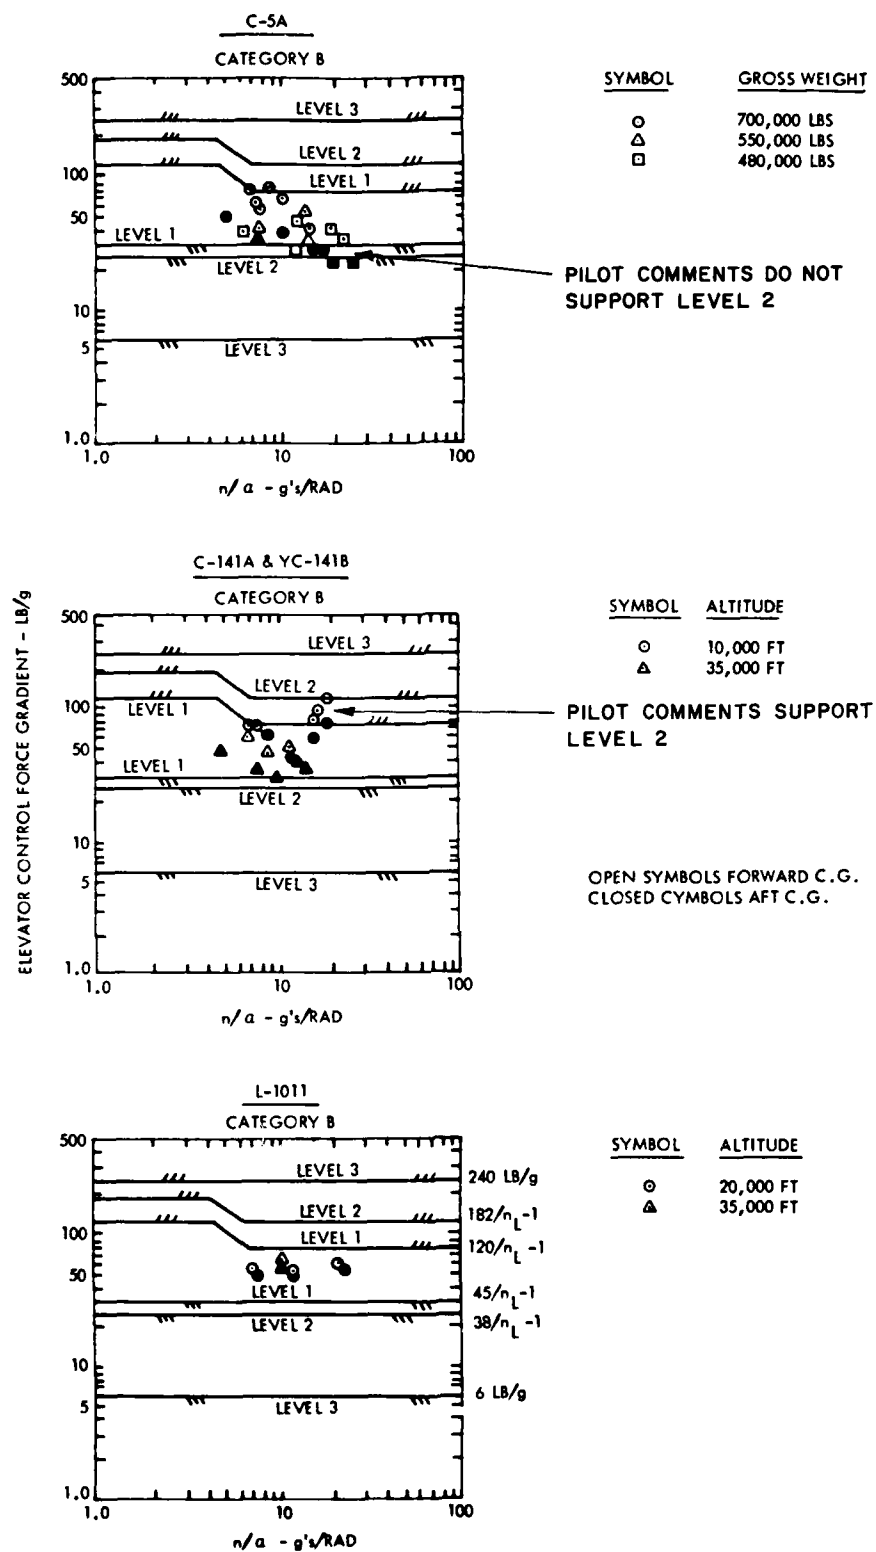 C-5A
CATEGORY B
500
100
50
10
5
1.0
LEVEL 3
LEVEL 2
LEVEL 1
LEVEL 1
LEVEL 2
LEVEL 3
1.0
10
100
n/α - g's/RAD
SYMBOL GROSS WEIGHT
700,000 LBS
550,000 LBS
480,000 LBS
PILOT COMMENTS DO NOT
SUPPORT LEVEL 2
ELEVATOR CONTROL FORCE GRADIENT - LB/g
C-141A & YC-141B
CATEGORY B
500
100
50
10
5
1.0
LEVEL 3
LEVEL 2
LEVEL 1
LEVEL 1
LEVEL 2
LEVEL 3
1.0
10
100
n/α - g's/RAD
SYMBOL ALTITUDE
10,000 FT
35,000 FT
PILOT COMMENTS SUPPORT
LEVEL 2
OPEN SYMBOLS FORWARD C.G.
CLOSED CYMBOLS AFT C.G.
L-1011
CATEGORY B
500
100
50
10
5
1.0
LEVEL 3
LEVEL 2
LEVEL 1
LEVEL 1
LEVEL 2
LEVEL 3
240 LB/g
182/n_L-1
120/n_L-1
45/n_L-1
38/n_L-1
6 LB/g
1.0
10
100
n/α - g's/RAD
SYMBOL ALTITUDE
20,000 FT
35,000 FT